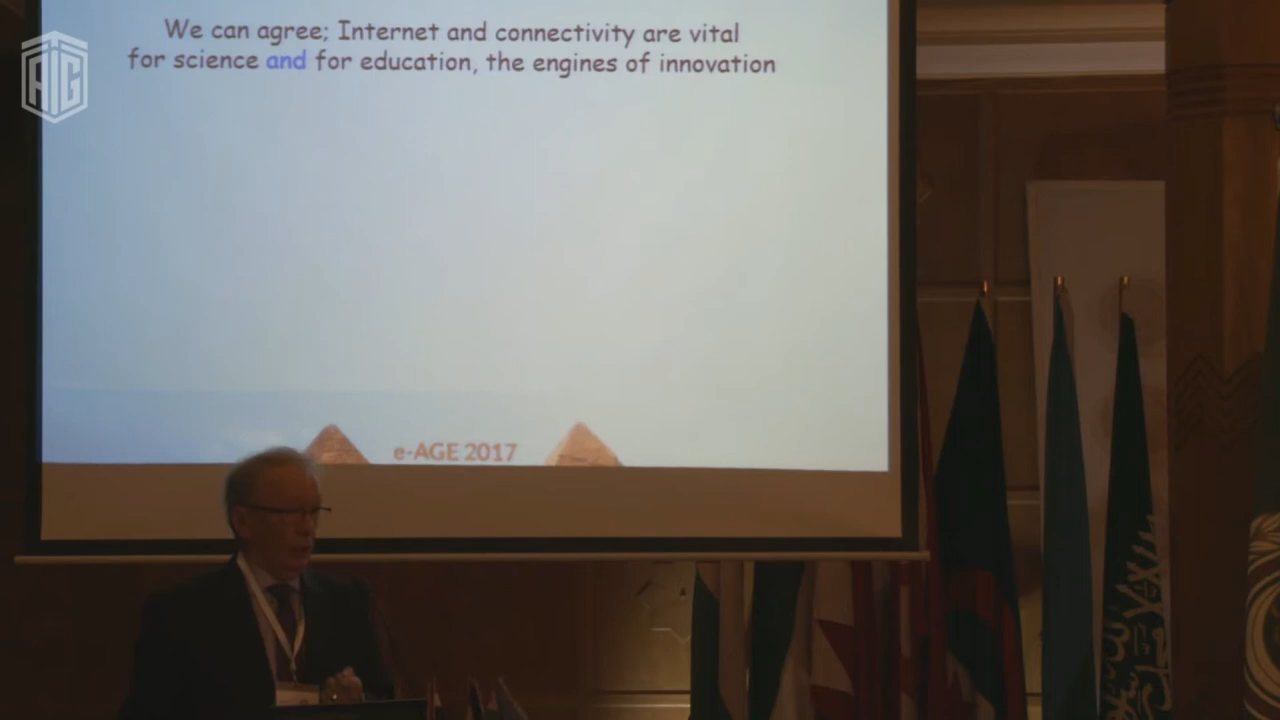 We can agree; Internet and connectivity are vital
for science and for education, the engines of innovation
e-AGE 2017